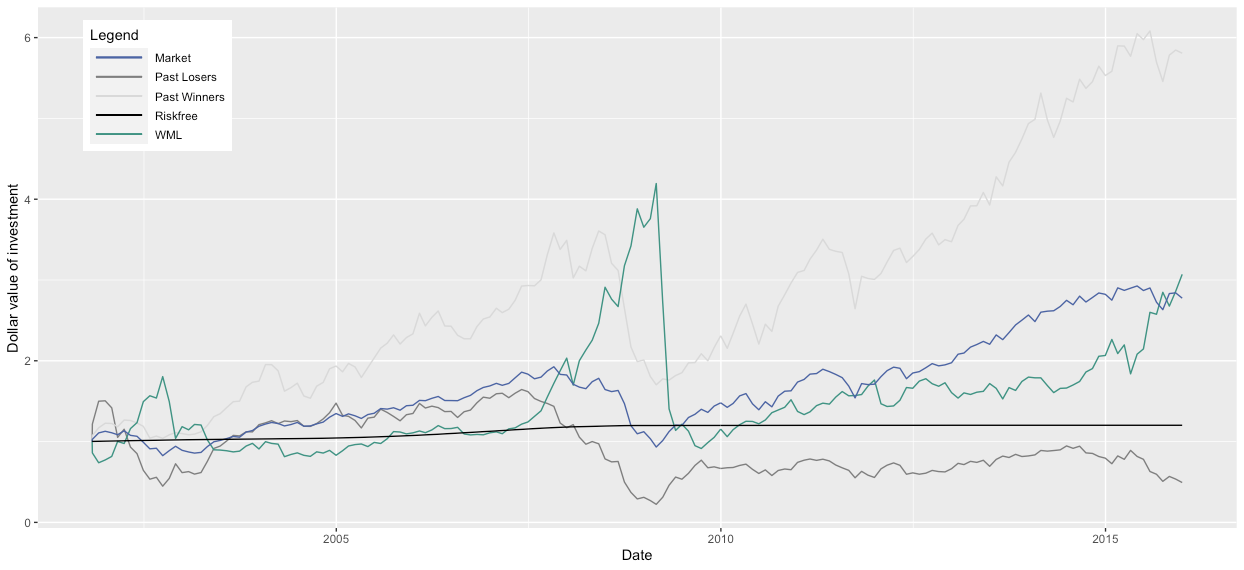 Legend
Market
Past Losers
Past Winners
Riskfree
WML
Dollar value of investment
6
4
2
0
2005
2010
2015
Date